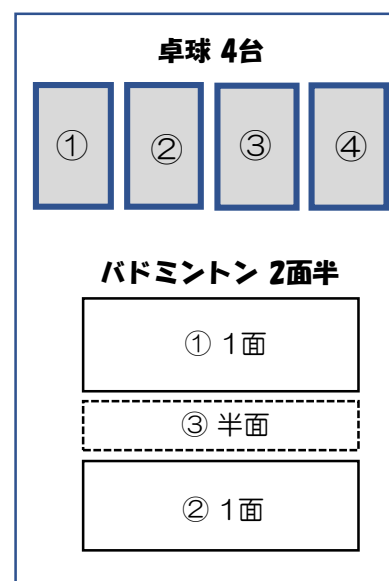 卓球 4台
① ② ③ ④
バドミントン 2面半
① 1面
③ 半面
② 1面